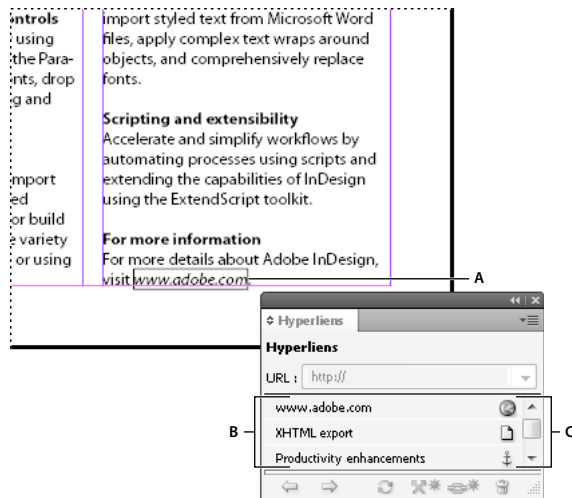 ntrols
using
the Para-
nts, drop
g and
mport
ed
or build
e variety
or using
import styled text from Microsoft Word
files, apply complex text wraps around
objects, and comprehensively replace
fonts.
Scripting and extensibility
Accelerate and simplify workflows by
automating processes using scripts and
extending the capabilities of InDesign
using the ExtendScript toolkit.
For more information
For more details about Adobe InDesign,
visit www.adobe.com.
A
Hyperliens
Hyperliens
URL : http://
www.adobe.com
XHTML export
Productivity enhancements
B
C